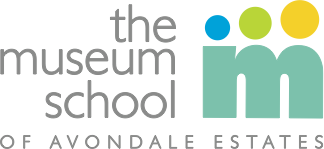 the
museum
school
m
OF AVONDALE ESTATES